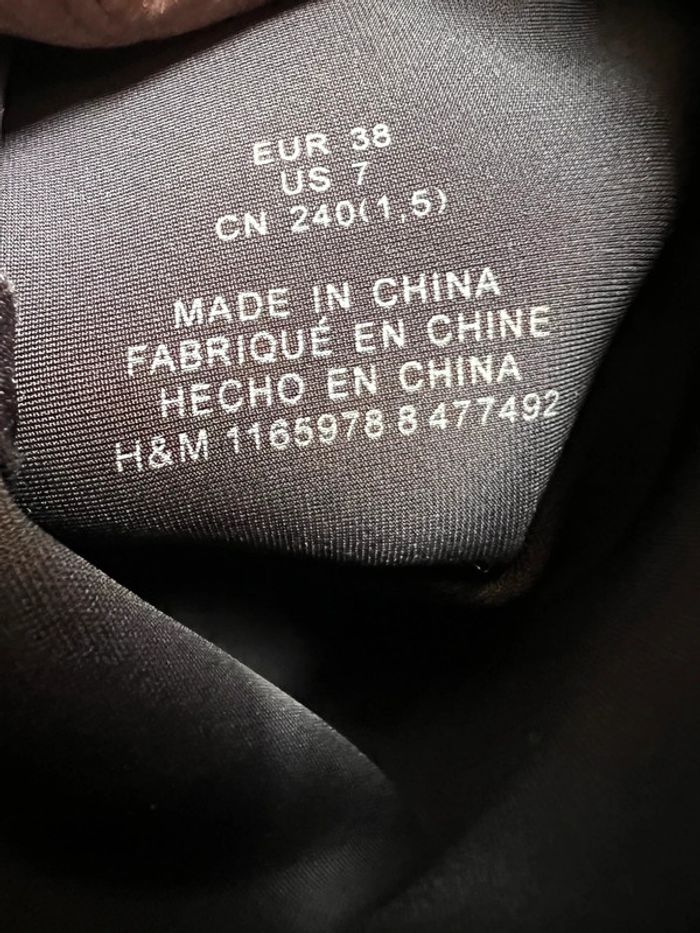 EUR 38
US 7
CN 240(1,5)
MADE IN CHINA
FABRIQUÉ EN CHINE
HECHO EN CHINA
H&M 1165978 8 477492